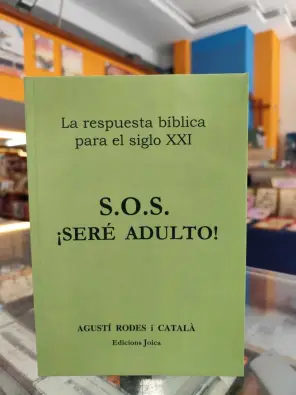 La respuesta bíblica
para el siglo XXI
S.O.S.
¡SERÉ ADULTO!
AGUSTÍ RODES i CATALÀ
Edicions Joica